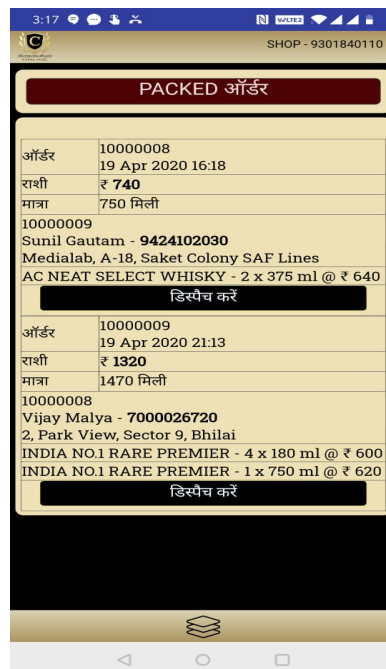 3:17
VoLTE2
C
SHOP - 9301840110
PACKED ऑर्डर
ऑर्डर
10000008
19 Apr 2020 16:18
राशी
₹ 740
मात्रा
750 मिली
10000009
Sunil Gautam - 9424102030
Medialab, A-18, Saket Colony SAF Lines
AC NEAT SELECT WHISKY - 2 x 375 ml @ ₹ 640
डिस्पैच करें
ऑर्डर
10000009
19 Apr 2020 21:13
राशी
₹ 1320
मात्रा
1470 मिली
10000008
Vijay Malya - 7000026720
2, Park View, Sector 9, Bhilai
INDIA NO.1 RARE PREMIER - 4 x 180 ml @ ₹ 600
INDIA NO.1 RARE PREMIER - 1 x 750 ml @ ₹ 620
डिस्पैच करें